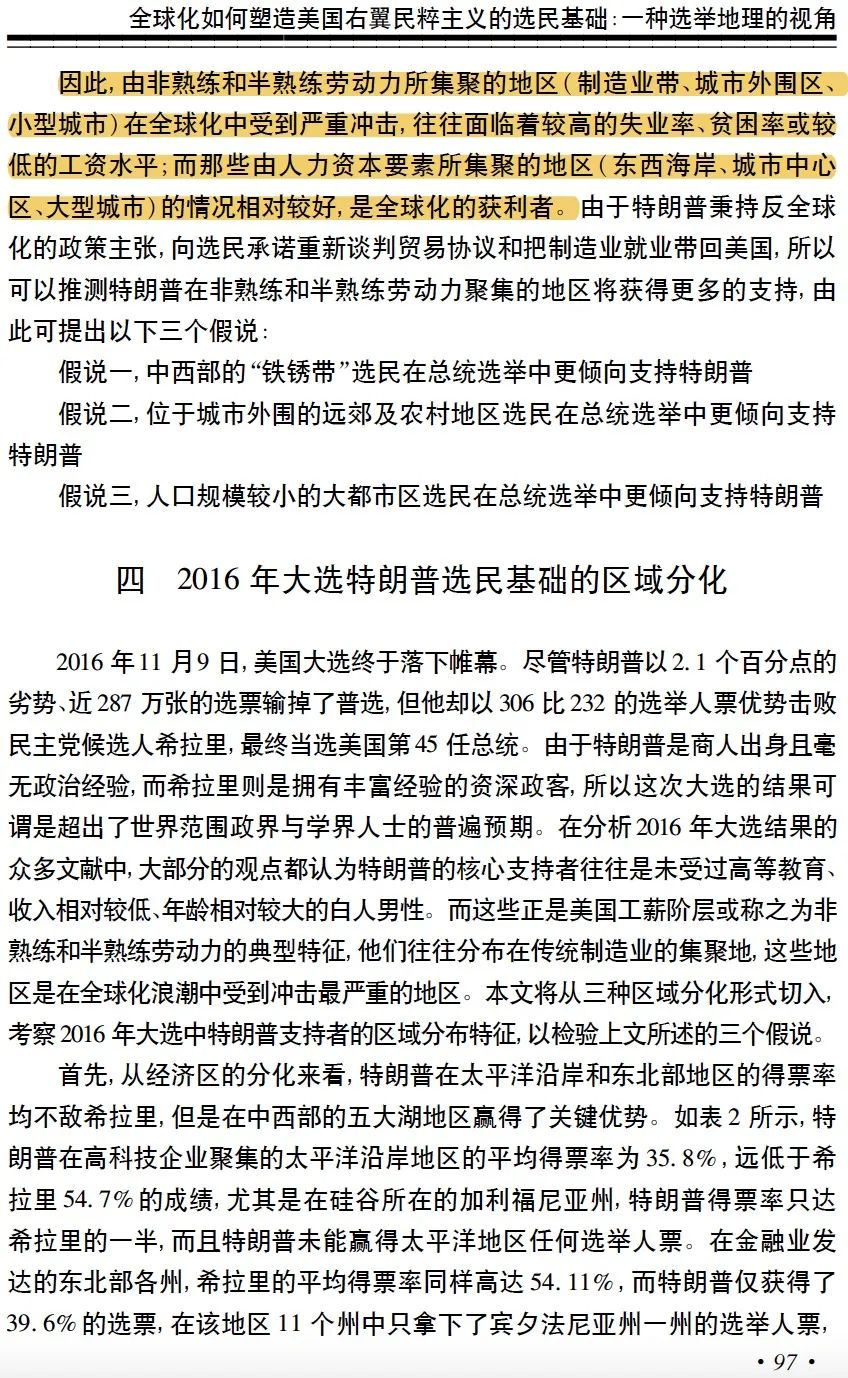 全球化如何塑造美国右翼民粹主义的选民基础：一种选举地理的视角
因此，由非熟练和半熟练劳动力所集聚的地区（制造业带、城市外围区、
小型城市）在全球化中受到严重冲击，往往面临着较高的失业率、贫困率或较
低的工资水平；而那些由人力资本要素所集聚的地区（东西海岸、城市中心
区、大型城市）的情况相对较好，是全球化的获利者。由于特朗普秉持反全球
化的政策主张，向选民承诺重新谈判贸易协议和把制造业就业带回美国，所以
可以推测特朗普在非熟练和半熟练劳动力聚集的地区将获得更多的支持，由
此可提出以下三个假说：
假说一，中西部的“铁锈带”选民在总统选举中更倾向支持特朗普
假说二，位于城市外围的远郊及农村地区选民在总统选举中更倾向支持
特朗普
假说三，人口规模较小的大都市区选民在总统选举中更倾向支持特朗普
四 2016 年大选特朗普选民基础的区域分化
2016 年 11 月 9 日，美国大选终于落下帷幕。尽管特朗普以 2. 1 个百分点的
劣势、近 287 万张的选票输掉了普选，但他却以 306 比 232 的选举人票优势击败
民主党候选人希拉里，最终当选美国第 45 任总统。由于特朗普是商人出身且毫
无政治经验，而希拉里则是拥有丰富经验的资深政客，所以这次大选的结果可
谓是超出了世界范围政界与学界人士的普遍预期。在分析 2016 年大选结果的
众多文献中，大部分的观点都认为特朗普的核心支持者往往是未受过高等教育、
收入相对较低、年龄相对较大的白人男性。而这些正是美国工薪阶层或称之为非
熟练和半熟练劳动力的典型特征，他们往往分布在传统制造业的集聚地，这些地
区是在全球化浪潮中受到冲击最严重的地区。本文将从三种区域分化形式切入，
考察 2016 年大选中特朗普支持者的区域分布特征，以检验上文所述的三个假说。
首先，从经济区的分化来看，特朗普在太平洋沿岸和东北部地区的得票率
均不敌希拉里，但是在中西部的五大湖地区赢得了关键优势。如表 2 所示，特
朗普在高科技企业聚集的太平洋沿岸地区的平均得票率为 35. 8%，远低于希
拉里 54. 7% 的成绩，尤其是在硅谷所在的加利福尼亚州，特朗普得票率只达
希拉里的一半，而且特朗普未能赢得太平洋地区任何选举人票。在金融业发
达的东北部各州，希拉里的平均得票率同样高达 54. 11%，而特朗普仅获得了
39. 6% 的选票，在该地区 11 个州中只拿下了宾夕法尼亚州一州的选举人票，
· 97 ·